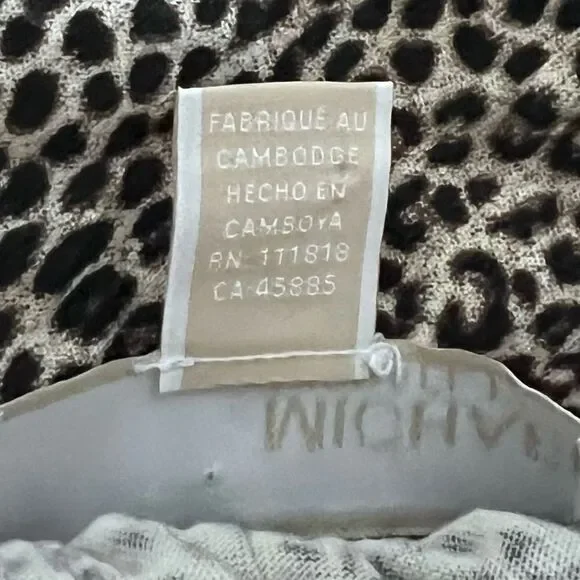 FABRIQUÉ AU
CAMBODGE
HECHO EN
CAMBOYA
RN 111818
CA 45885